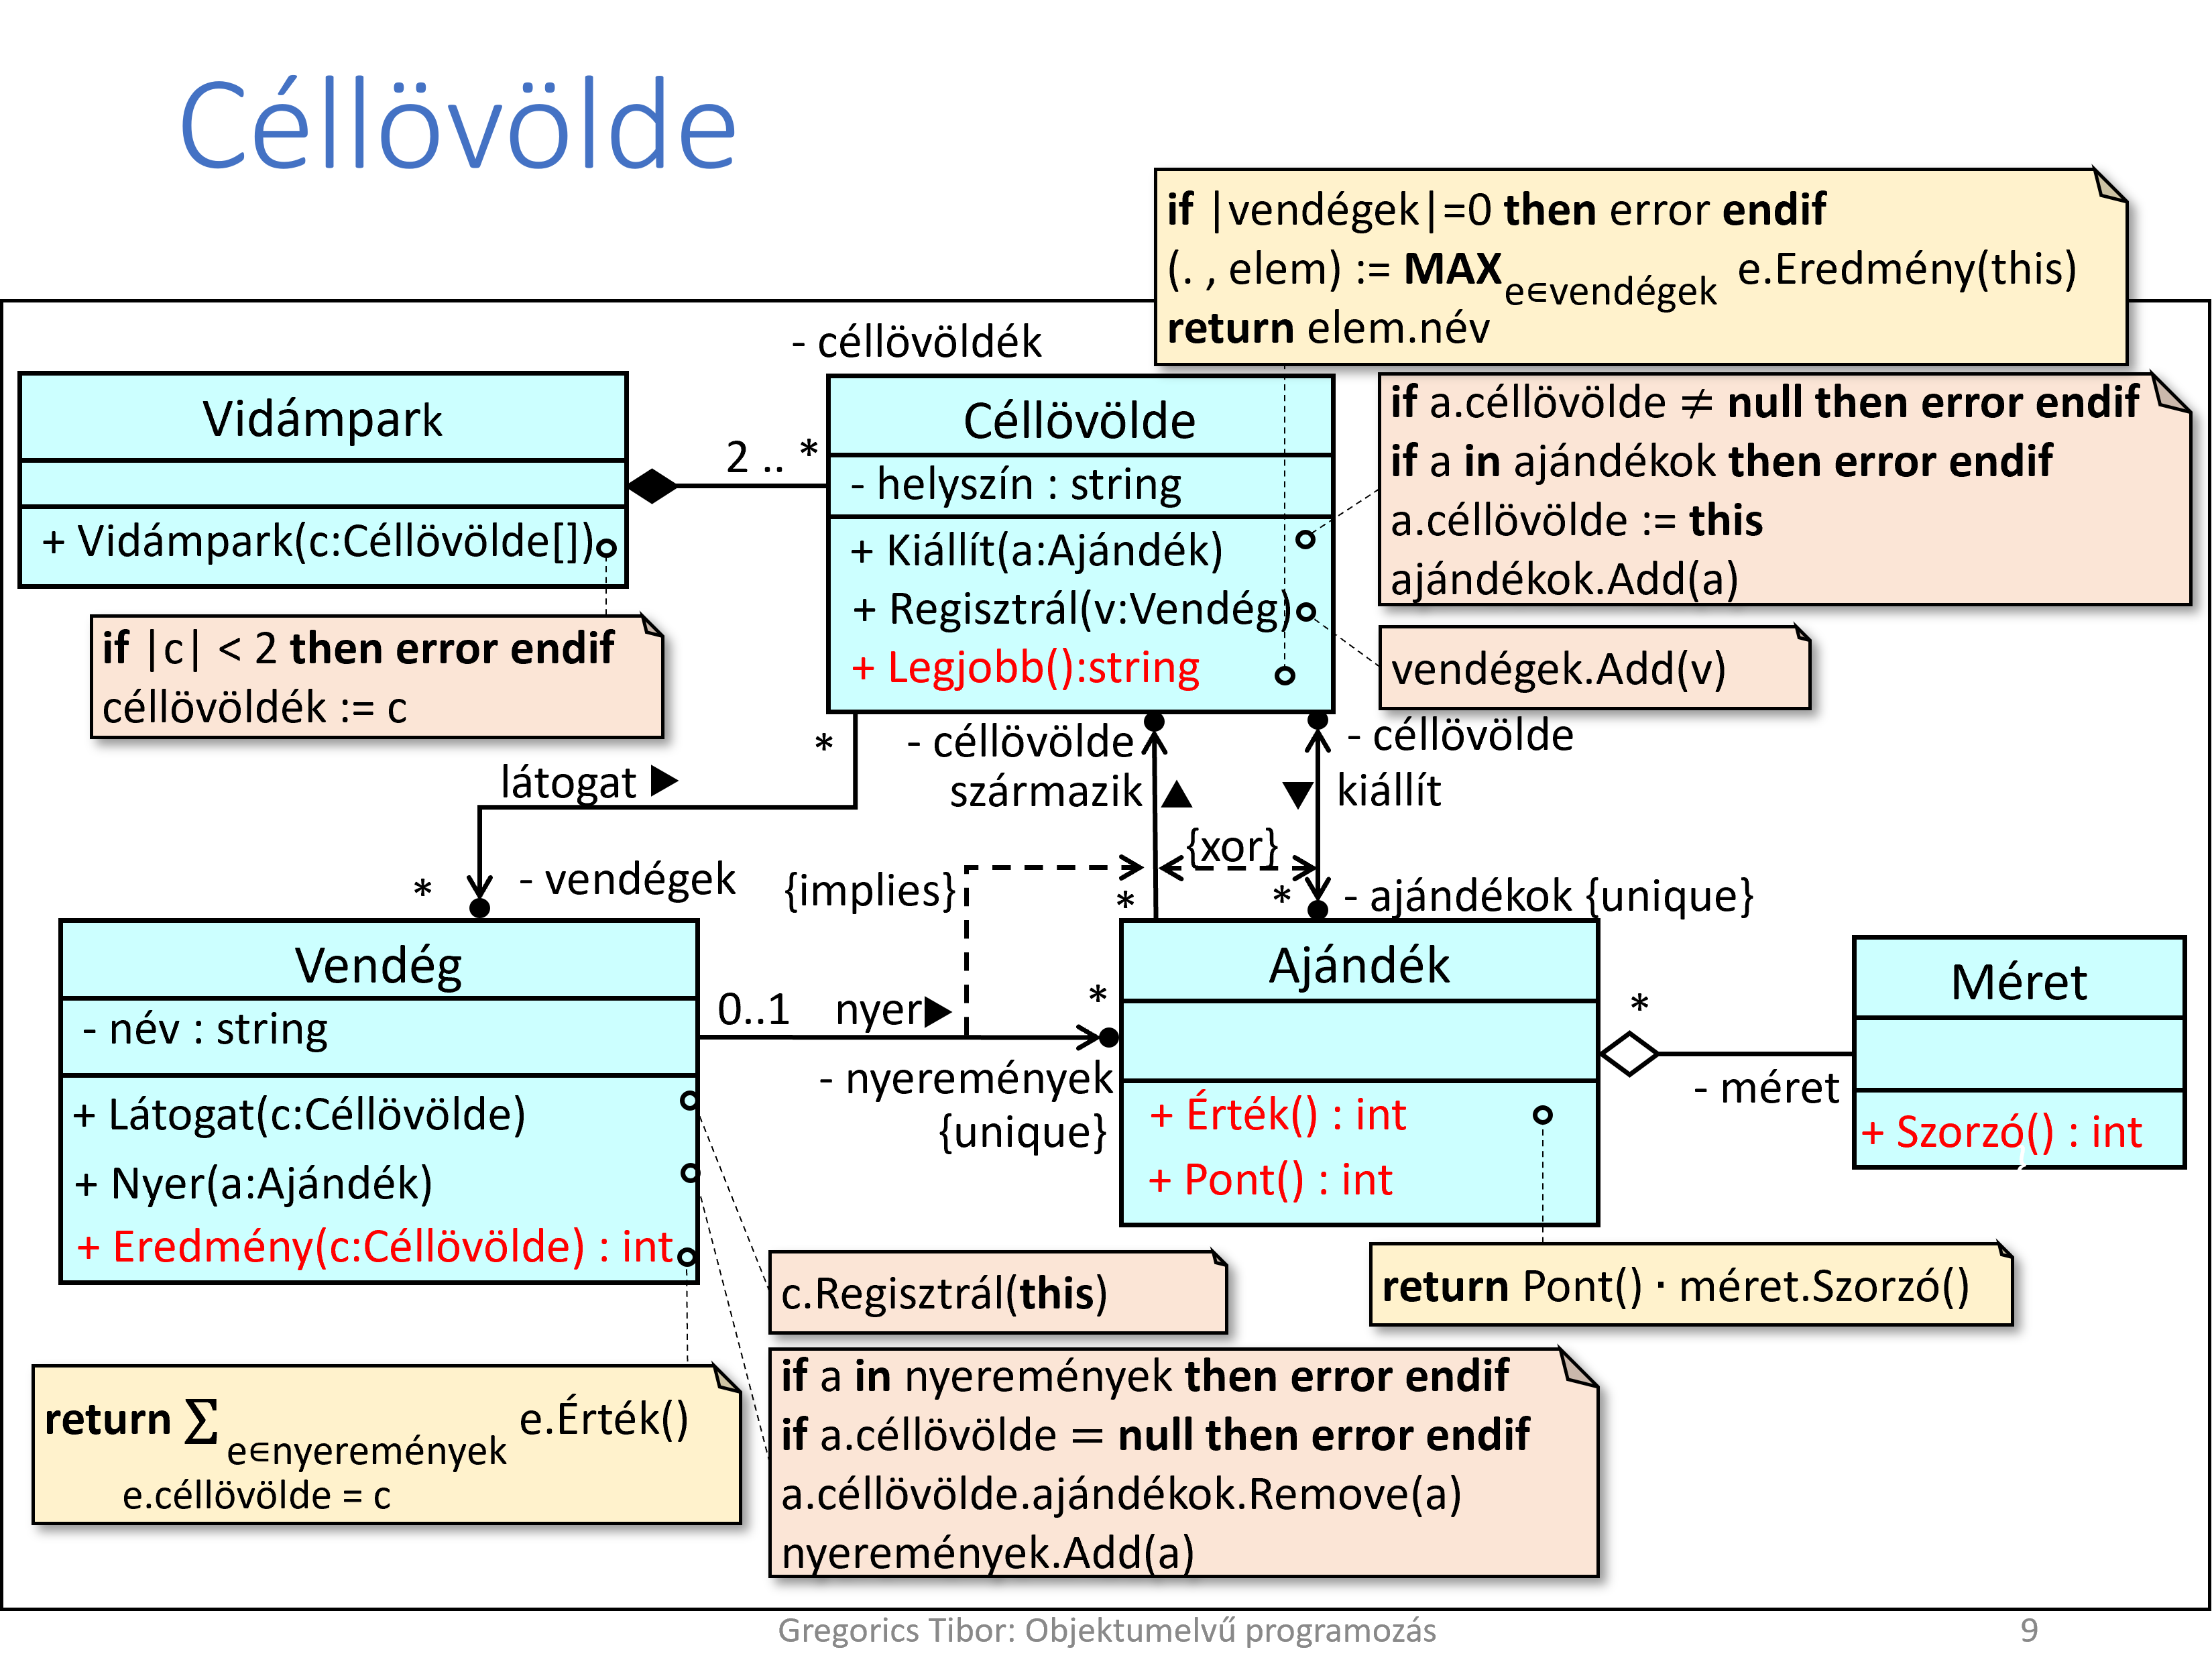 Céllövölde
if |vendégek|=0 then error endif
(. , elem) := MAX e∈vendégek e.Eredmény(this)
return elem.név
- céllövöldék
Vidámpark
+ Vidámpark(c:Céllövölde[])
2 .. *
Céllövölde
- helyszín : string
+ Kiállít(a:Ajándék)
+ Regisztrál(v:Vendég)
+ Legjobb():string
if a.céllövölde ≠ null then error endif
if a in ajándékok then error endif
a.céllövölde := this
ajándékok.Add(a)
if |c| < 2 then error endif
céllövöldék := c
vendégek.Add(v)
*
látogat ▶
- céllövölde
származik ▲
- céllövölde
▼ kiállít
{xor}
{implies}
*
- vendégek
*
*
- ajándékok {unique}
Vendég
- név : string
+ Látogat(c:Céllövölde)
+ Nyer(a:Ajándék)
+ Eredmény(c:Céllövölde) : int
0..1
nyer▶
*
- nyeremények
{unique}
Ajándék
+ Érték() : int
+ Pont() : int
*
- méret
Méret
+ Szorzó() : int
c.Regisztrál(this)
return Pont() · méret.Szorzó()
return ∑ e∈nyeremények e.Érték()
e.céllövölde = c
if a in nyeremények then error endif
if a.céllövölde = null then error endif
a.céllövölde.ajándékok.Remove(a)
nyeremények.Add(a)
Gregorics Tibor: Objektumelvű programozás
9